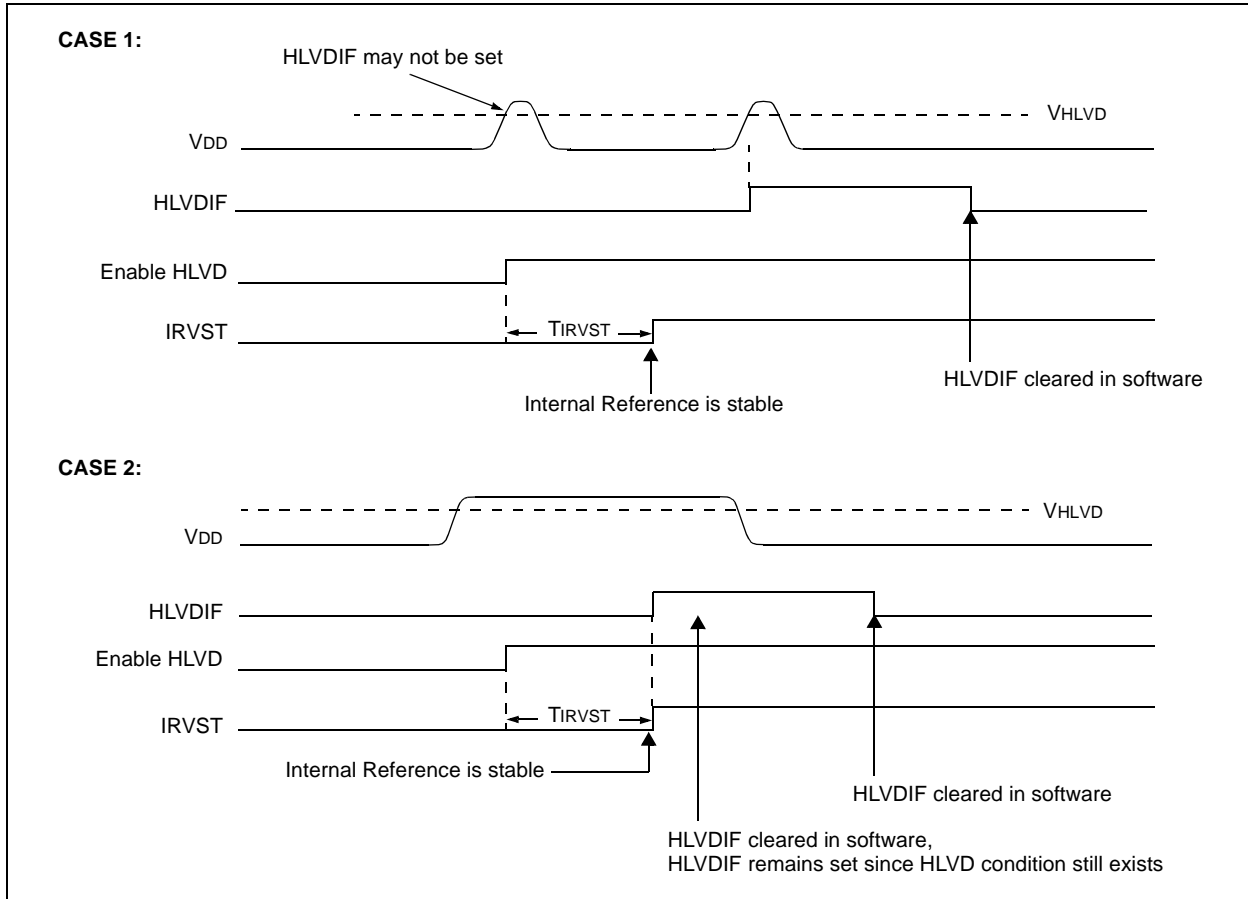 CASE 1:
HLVDIF may not be set
VHLVD
VDD
HLVDIF
Enable HLVD
IRVST
TIRVST
HLVDIF cleared in software
Internal Reference is stable
CASE 2:
VHLVD
VDD
HLVDIF
Enable HLVD
IRVST
TIRVST
Internal Reference is stable
HLVDIF cleared in software
HLVDIF cleared in software,
HLVDIF remains set since HLVD condition still exists